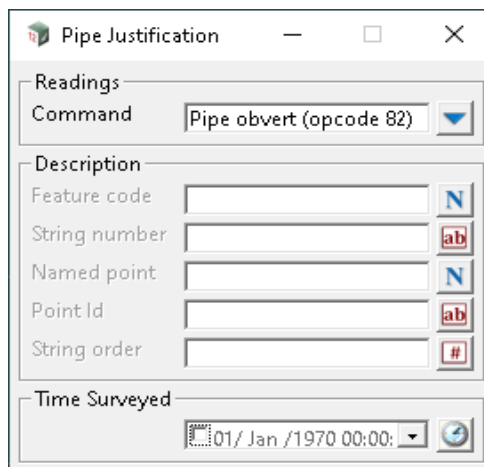 Pipe Justification
Readings
Command Pipe obvert (opcode 82)
Description
Feature code N
String number ab
Named point N
Point Id ab
String order #
Time Surveyed
01/ Jan /1970 00:00: